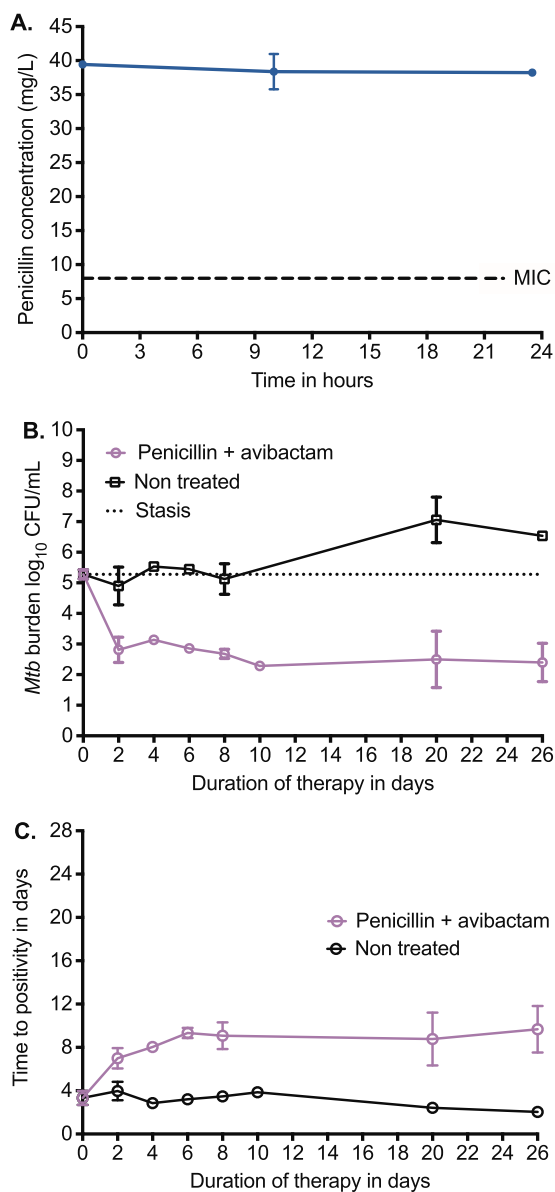 A.
Penicillin concentration (mg/L)
45
40
35
30
25
20
15
10
5
0
MIC
0 3 6 9 12 15 18 21 24
Time in hours
B.
Mtb burden log10 CFU/mL
10
9
8
7
6
5
4
3
2
1
0
Penicillin + avibactam
Non treated
Stasis
0 2 4 6 8 10 12 14 16 18 20 22 24 26
Duration of therapy in days
C.
Time to positivity in days
28
24
20
16
12
8
4
0
Penicillin + avibactam
Non treated
0 2 4 6 8 10 12 14 16 18 20 22 24 26
Duration of therapy in days